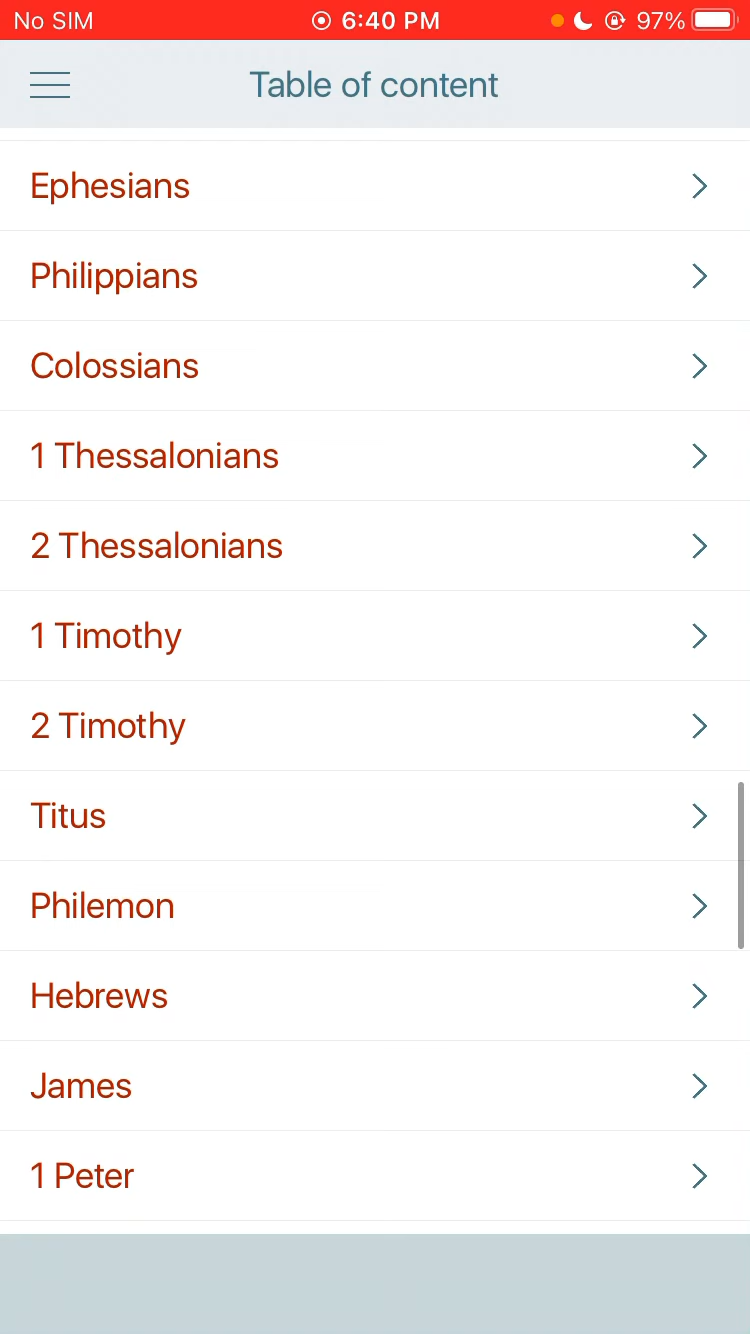 No SIM 6:40 PM 97%
Table of content
Ephesians
Philippians
Colossians
1 Thessalonians
2 Thessalonians
1 Timothy
2 Timothy
Titus
Philemon
Hebrews
James
1 Peter